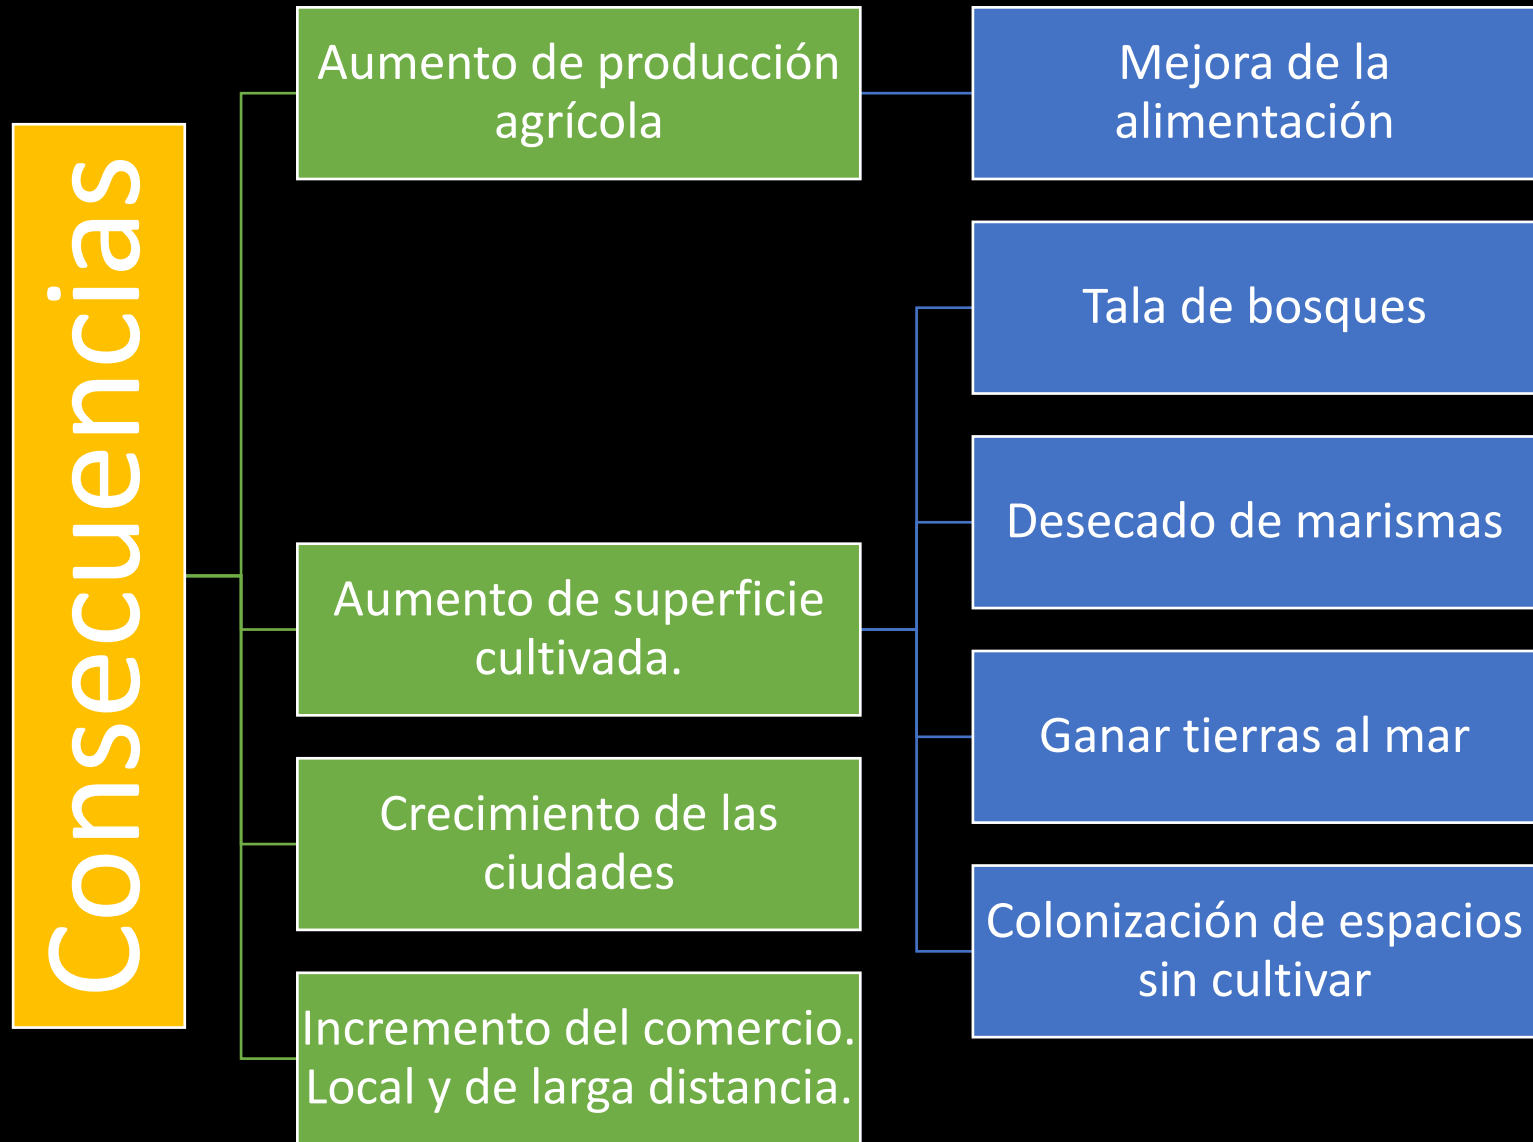 Consecuencias
Aumento de producción
agrícola
Mejora de la
alimentación
Aumento de superficie
cultivada.
Tala de bosques
Desecado de marismas
Ganar tierras al mar
Colonización de espacios
sin cultivar
Crecimiento de las
ciudades
Incremento del comercio.
Local y de larga distancia.